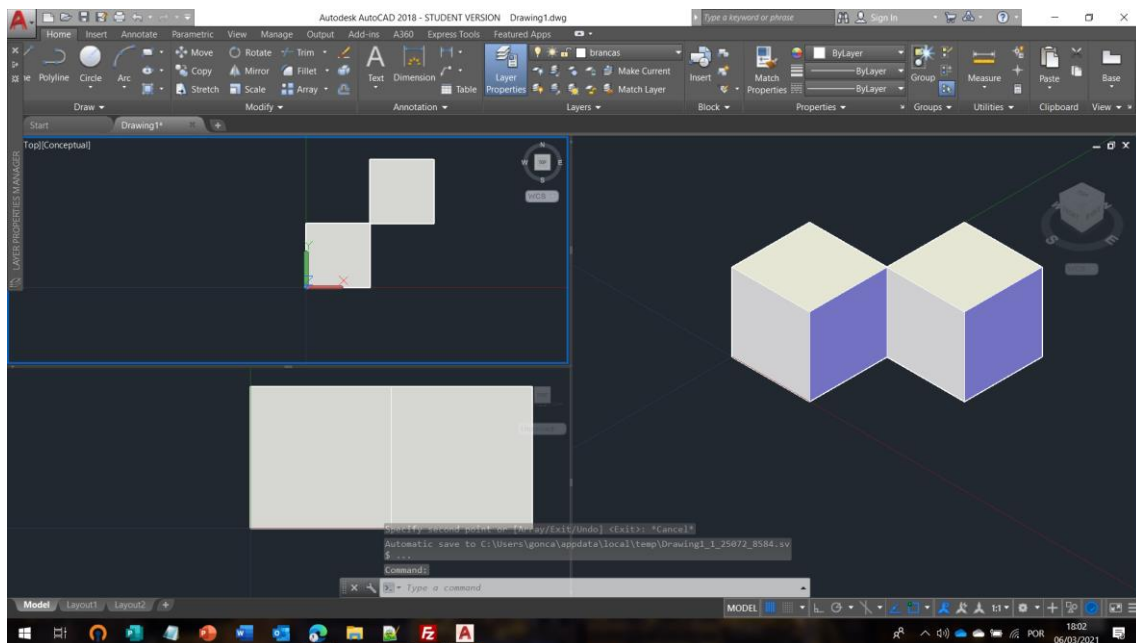 Autodesk AutoCAD 2018 - STUDENT VERSION Drawing1.dwg
Type a keyword or phrase
Sign In
Home Insert Annotate Parametric View Manage Output Add-ins A360 Express Tools Featured Apps
Polyline Circle Arc
Move Rotate Trim
Copy Mirror Fillet
Stretch Scale Array
Text Dimension
Table
Layer
Properties
brancas
Make Current
Match Layer
Insert
Match
Properties
ByLayer
ByLayer
ByLayer
Group
Measure
Paste
Base
Draw Modify Annotation Layers Block Properties Groups Utilities Clipboard View
Start Drawing1*
Top][Conceptual]
LAYER PROPERTIES MANAGER
N
W
TOP
E
S
WCS
Y
X
S
E
Specify second point or [Array/Exit/Undo] <Exit>: *Cancel*
Automatic save to C:\Users\gonca\appdata\local\temp\Drawing1_1_25072_8584.sv
$ ...
Command:
Type a command
Model Layout1 Layout2 +
MODEL
1:1
POR
18:02
06/03/2021